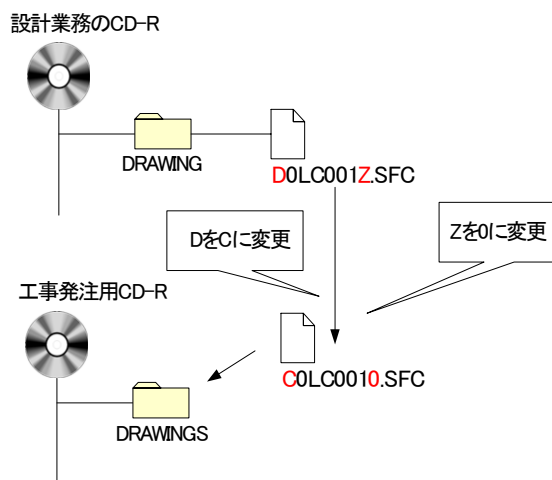 設計業務のCD-R
DRAWING
D0LC001Z.SFC
DをCに変更
Zを0に変更
工事発注用CD-R
C0LC0010.SFC
DRAWINGS